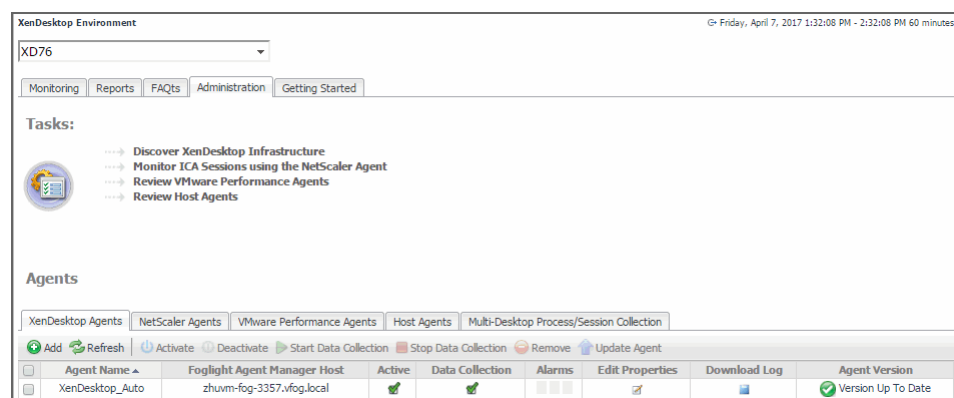 XenDesktop Environment
Friday, April 7, 2017 1:32:08 PM - 2:32:08 PM 60 minutes
XD76
Monitoring Reports FAQts Administration Getting Started
Tasks:
Discover XenDesktop Infrastructure
Monitor ICA Sessions using the NetScaler Agent
Review VMware Performance Agents
Review Host Agents
Agents
XenDesktop Agents NetScaler Agents VMware Performance Agents Host Agents Multi-Desktop Process/Session Collection
Add Refresh Activate Deactivate Start Data Collection Stop Data Collection Remove Update Agent
Agent Name Foglight Agent Manager Host Active Data Collection Alarms Edit Properties Download Log Agent Version
XenDesktop_Auto zhuvm-fog-3357.vfog.local Version Up To Date